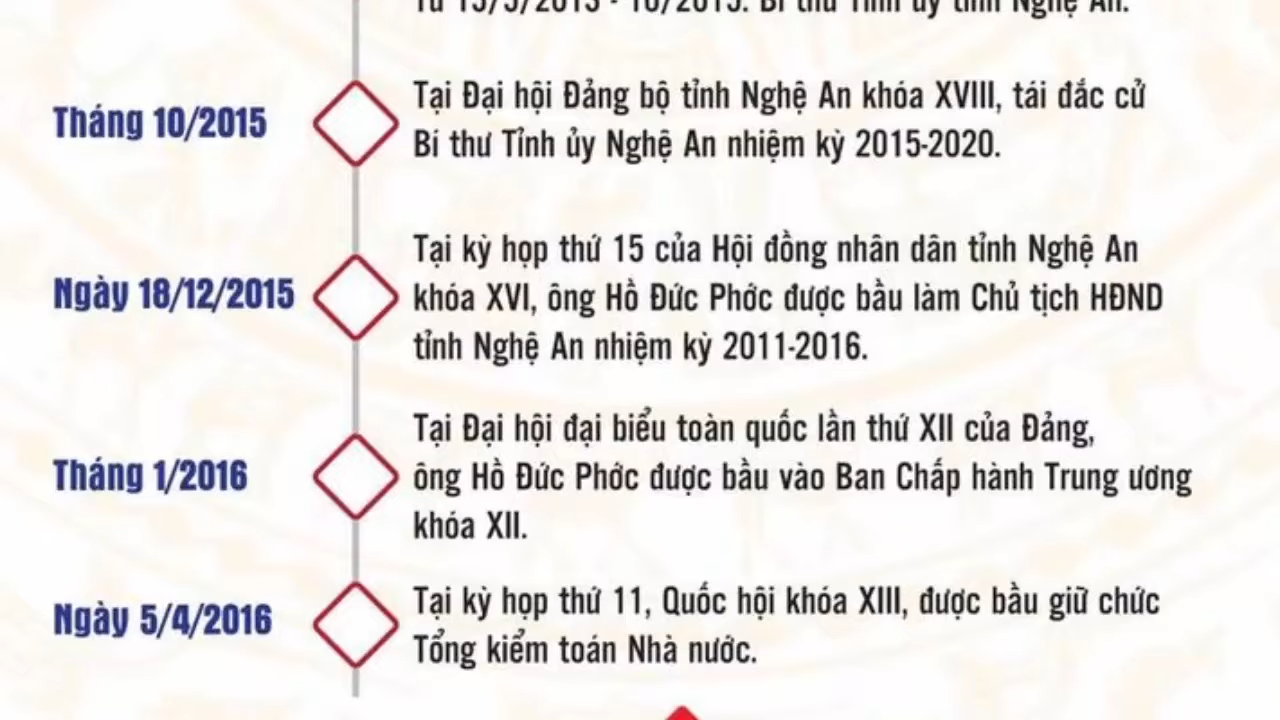 Tháng 10/2015
Tại Đại hội Đảng bộ tỉnh Nghệ An khóa XVIII, tái đắc cử
Bí thư Tỉnh ủy Nghệ An nhiệm kỳ 2015-2020.
Ngày 18/12/2015
Tại kỳ họp thứ 15 của Hội đồng nhân dân tỉnh Nghệ An
khóa XVI, ông Hồ Đức Phớc được bầu làm Chủ tịch HĐND
tỉnh Nghệ An nhiệm kỳ 2011-2016.
Tháng 1/2016
Tại Đại hội đại biểu toàn quốc lần thứ XII của Đảng,
ông Hồ Đức Phớc được bầu vào Ban Chấp hành Trung ương
khóa XII.
Ngày 5/4/2016
Tại kỳ họp thứ 11, Quốc hội khóa XIII, được bầu giữ chức
Tổng kiểm toán Nhà nước.